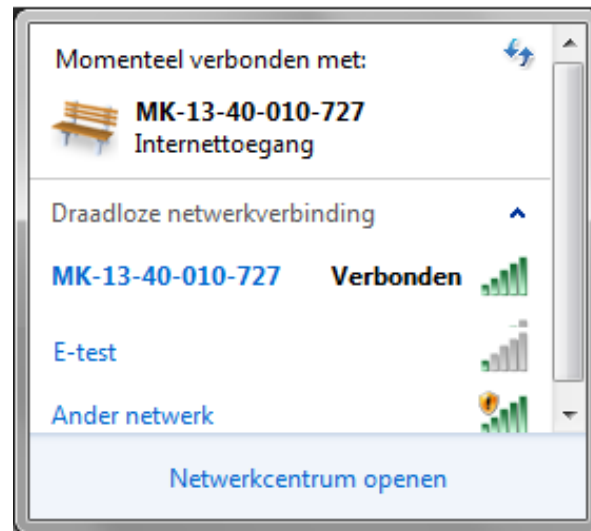 Momenteel verbonden met:
MK-13-40-010-727
Internettoegang
Draadloze netwerkverbinding
MK-13-40-010-727 Verbonden
E-test
Ander netwerk
Netwerkcentrum openen